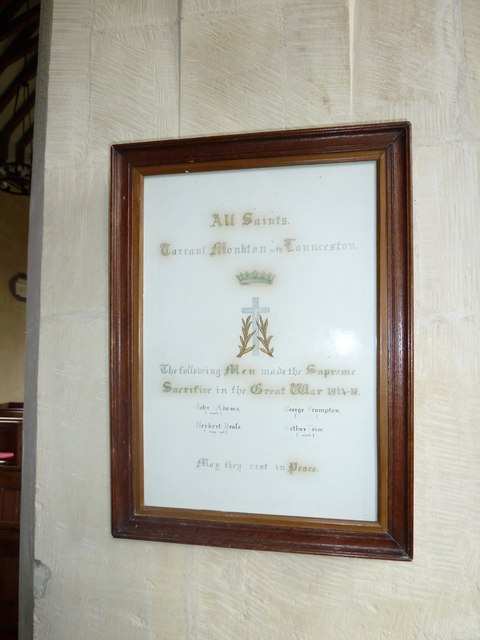 All Saints.
Tarrant Monkton with Launceston.
The following Men made the Supreme
Sacrifice in the Great War 1914-18.
John Adams. George Frampton.
Herbert Arthur
May they rest in Peace.